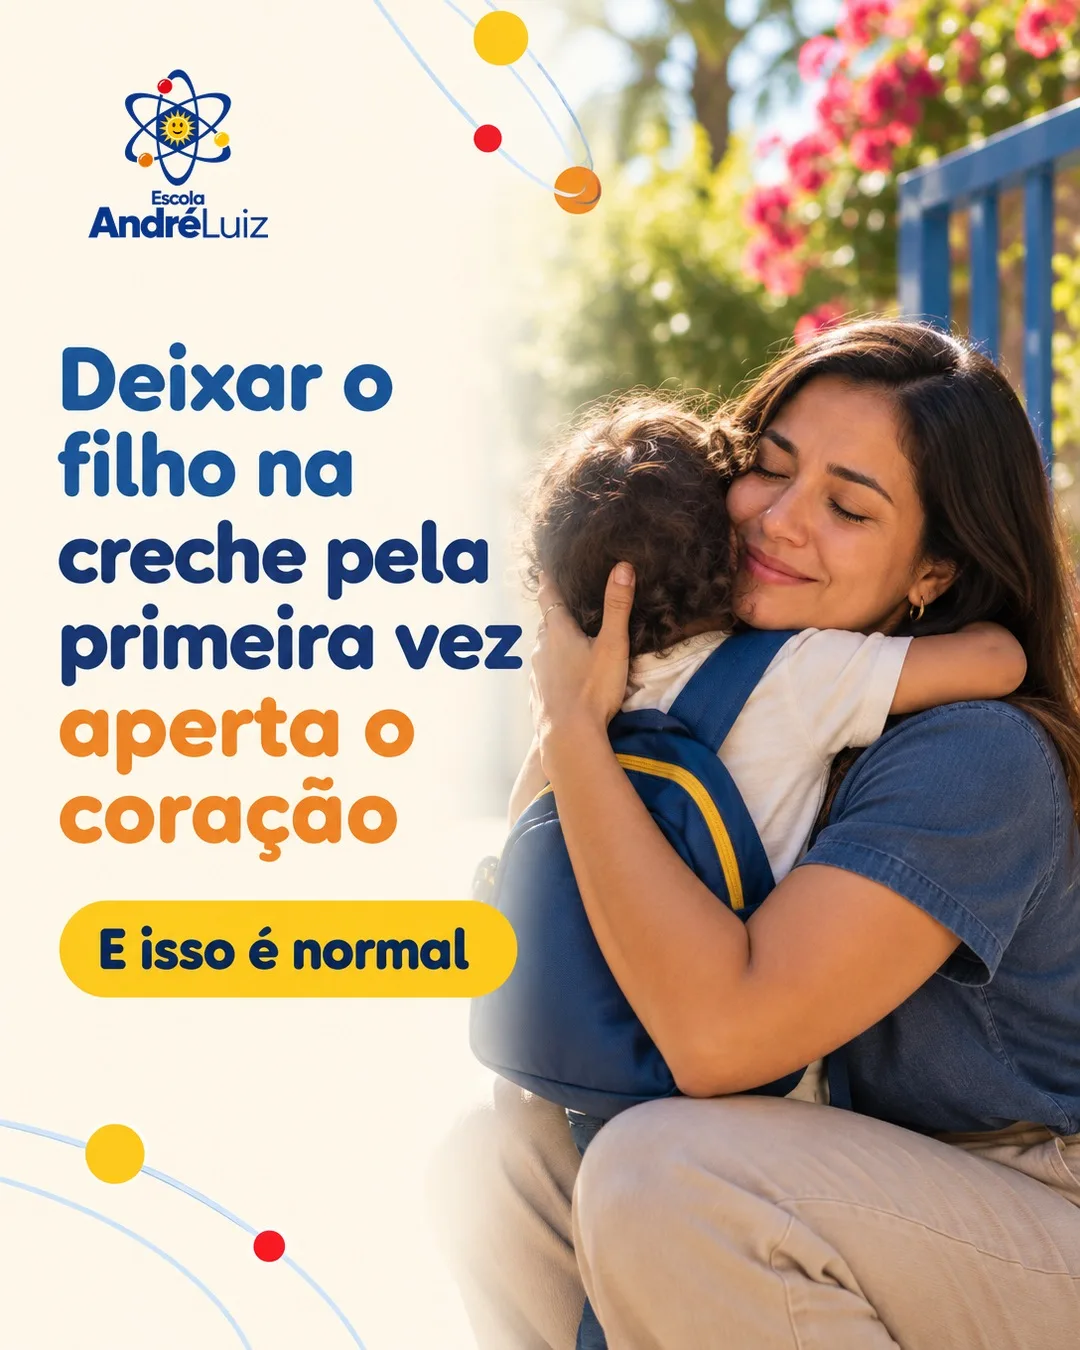 Escola
AndréLuiz
Deixar o
filho na
creche pela
primeira vez
aperta o
coração
E isso é normal